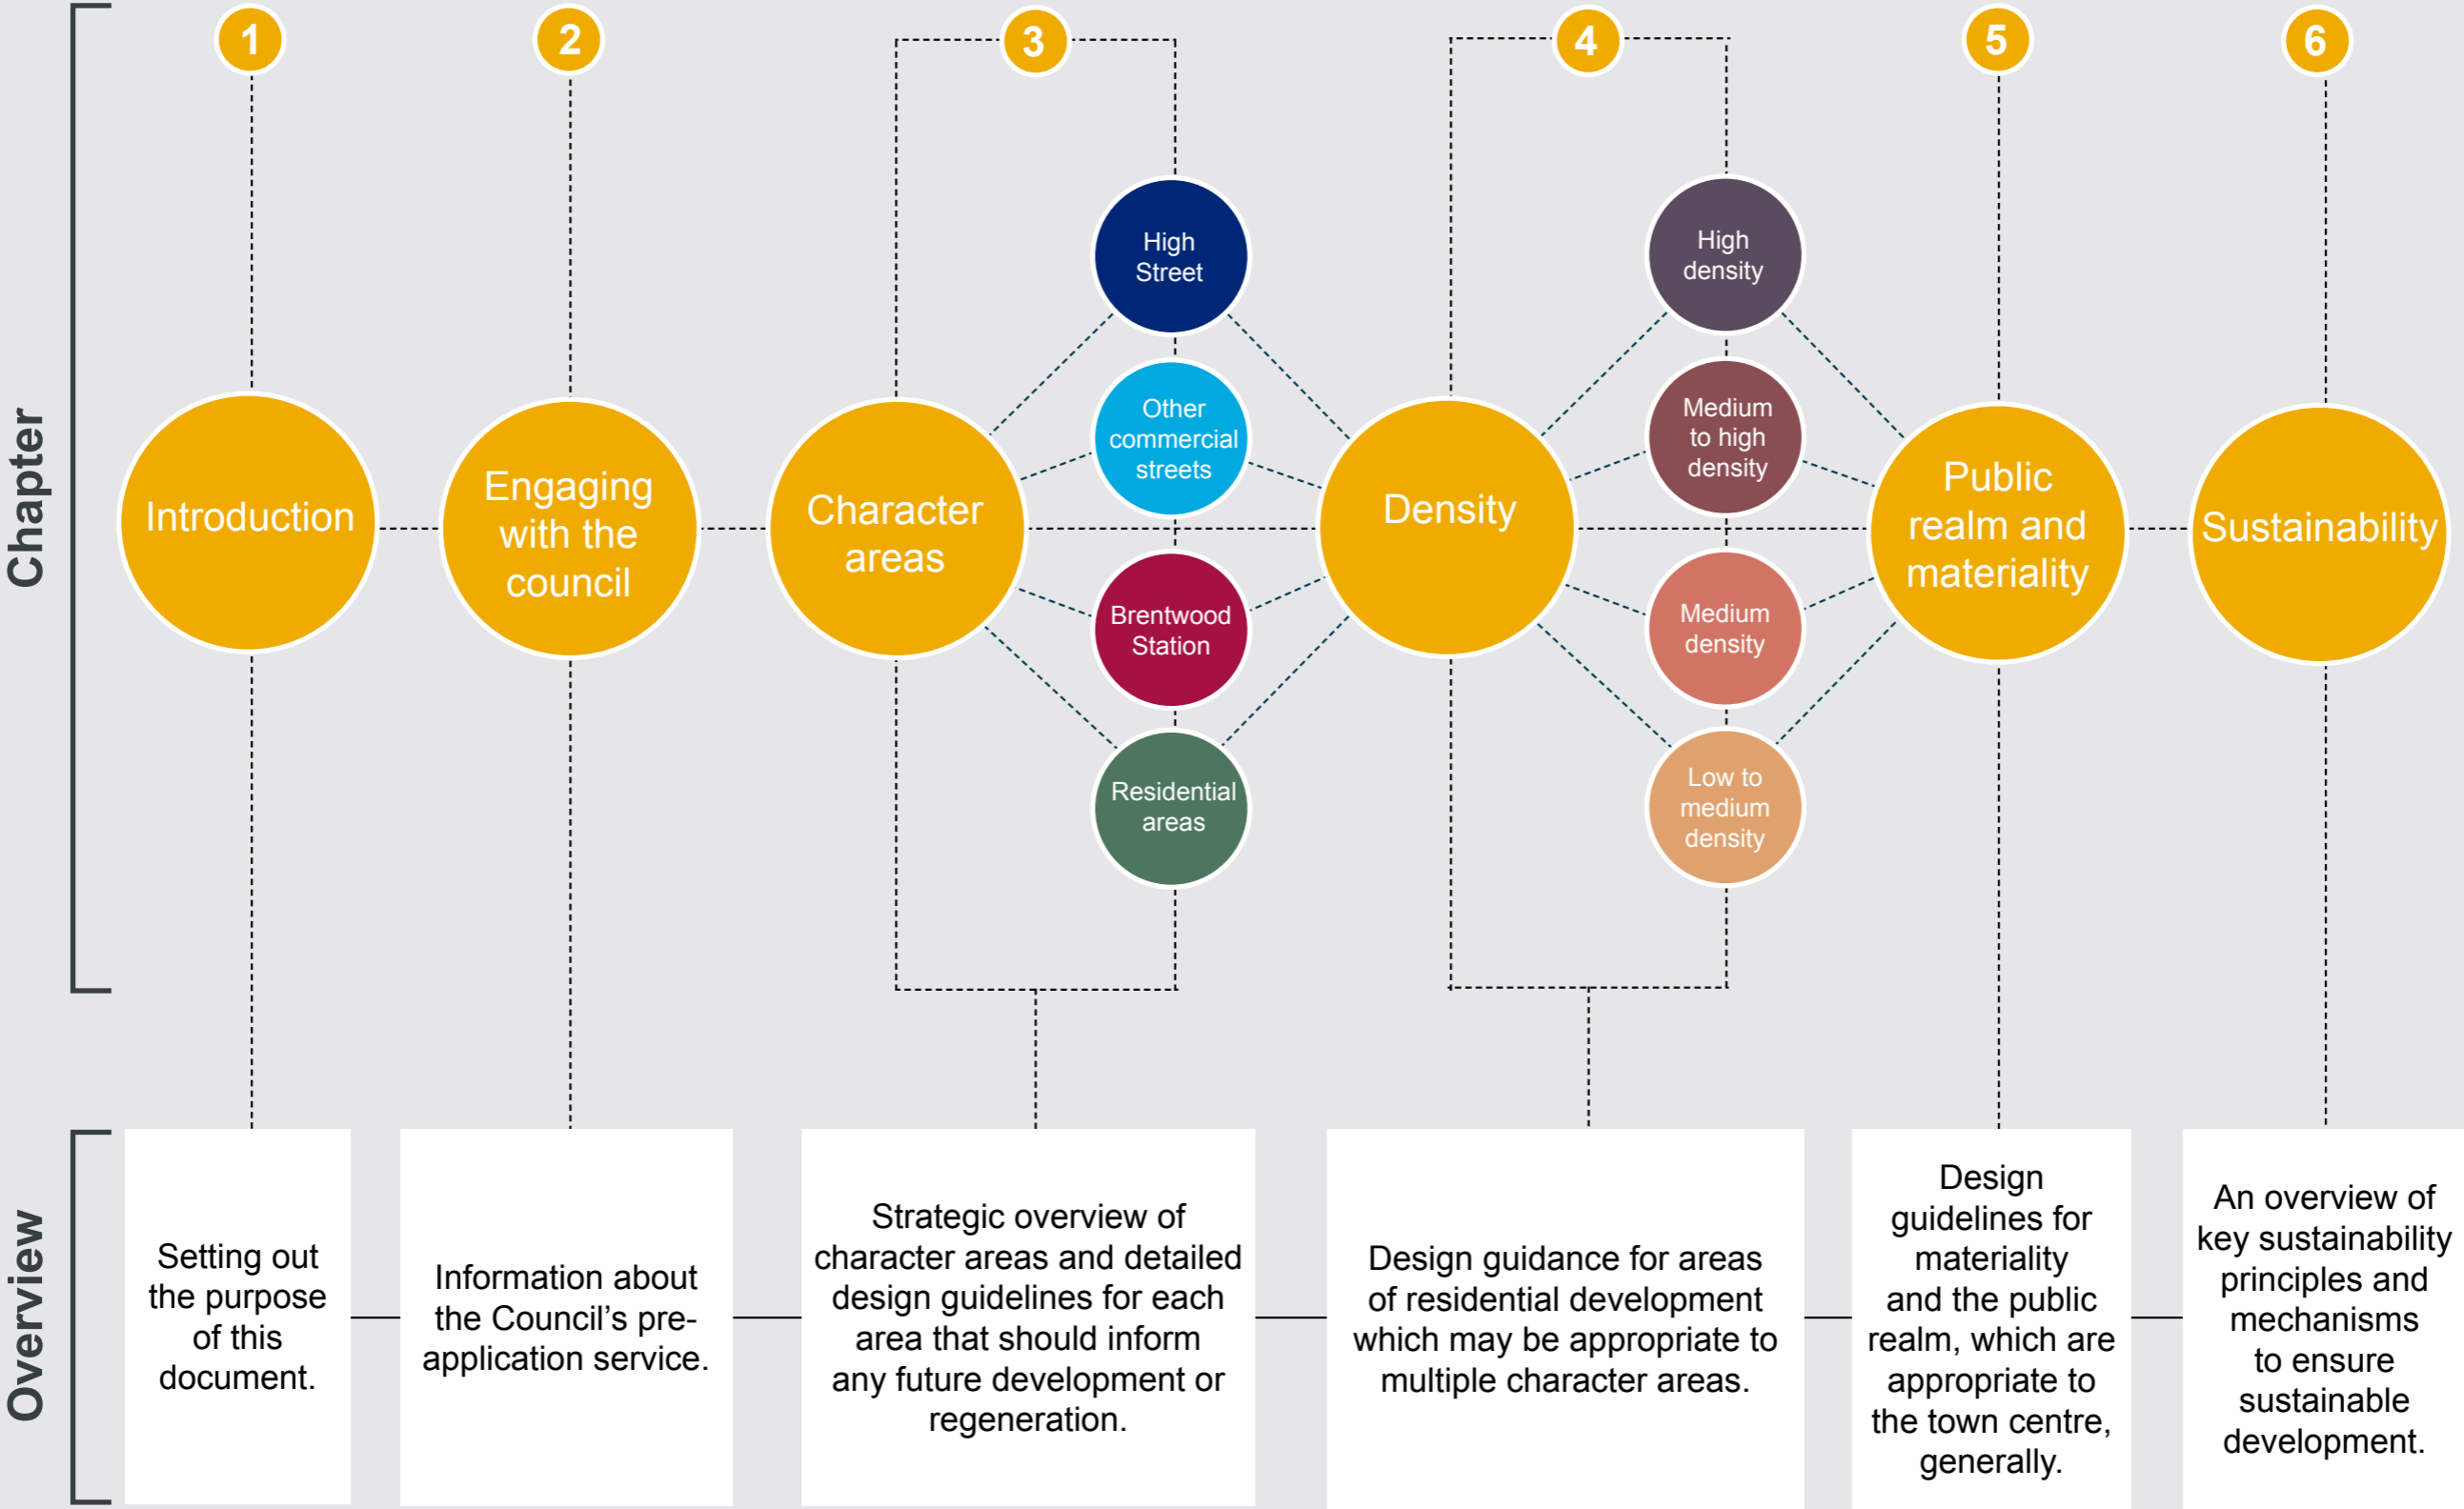 Chapter
1
2
3
4
5
6
Introduction
Engaging
with the
council
Character
areas
High
Street
Other
commercial
streets
Brentwood
Station
Residential
areas
Density
High
density
Medium
to high
density
Medium
density
Low to
medium
density
Public
realm and
materiality
Sustainability
Overview
Setting out
the purpose
of this
document.
Information about
the Council’s pre-
application service.
Strategic overview of
character areas and detailed
design guidelines for each
area that should inform
any future development or
regeneration.
Design guidance for areas
of residential development
which may be appropriate to
multiple character areas.
Design
guidelines for
materiality
and the public
realm, which are
appropriate to
the town centre,
generally.
An overview of
key sustainability
principles and
mechanisms
to ensure
sustainable
development.